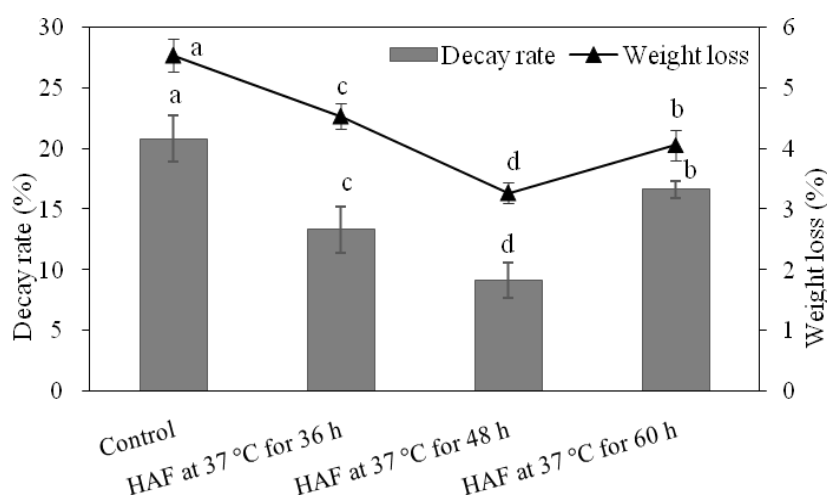 30
25
20
15
10
5
0
Decay rate (%)
6
5
4
3
2
1
0
Weight loss (%)
Decay rate
Weight loss
a
a
c
c
d
d
b
b
Control
HAF at 37 °C for 36 h
HAF at 37 °C for 48 h
HAF at 37 °C for 60 h